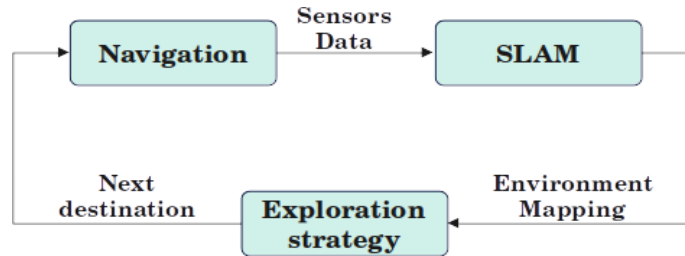 Navigation
Sensors
Data
SLAM
Next
destination
Exploration
strategy
Environment
Mapping